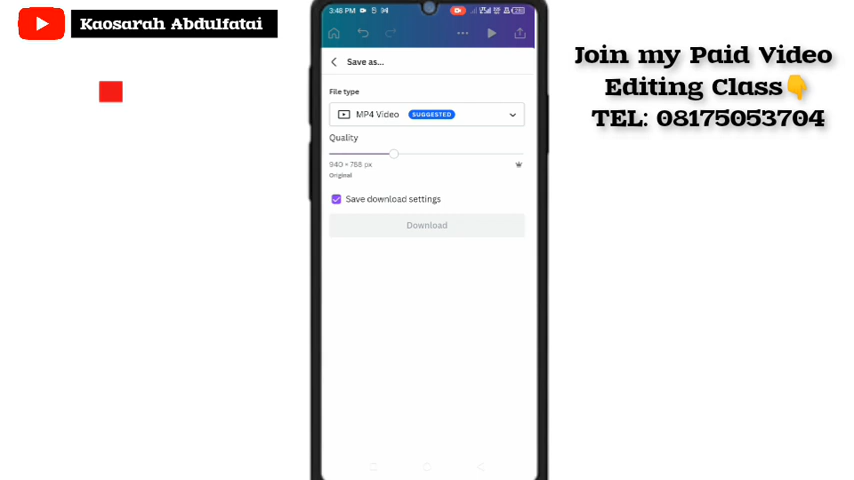 Kaosarah Abdulfatai
Join my Paid Video
Editing Class👇
TEL: 08175053704
3:48 PM
Save as...
File type
MP4 Video SUGGESTED
Quality
940 × 788 px
Original
Save download settings
Download